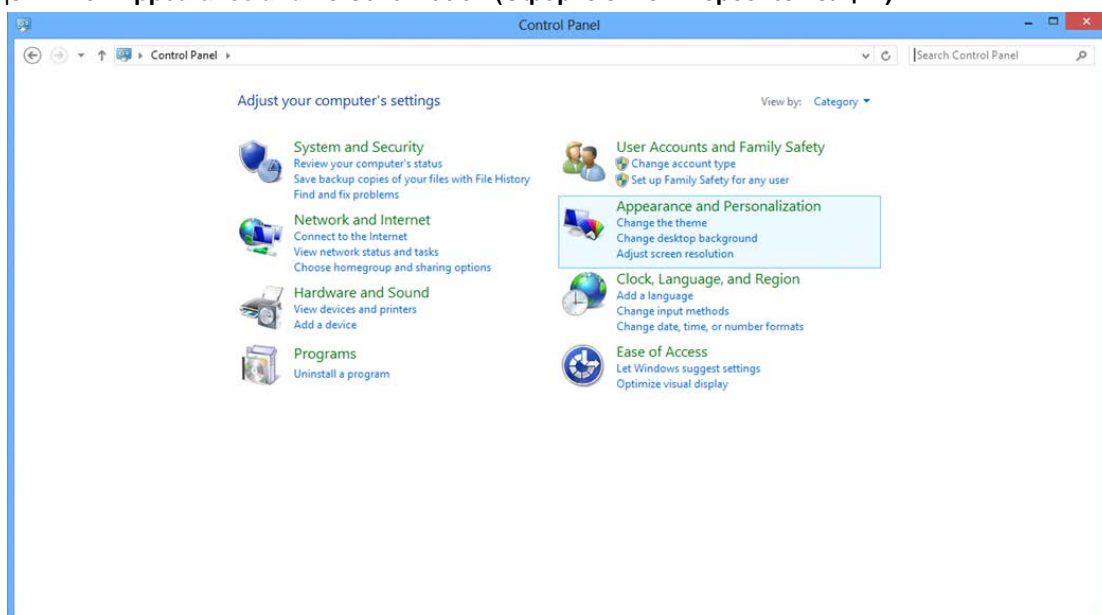 Appearance and Personalization
Control Panel
Control Panel
Search Control Panel
Adjust your computer's settings
View by: Category
System and Security
Review your computer's status
Save backup copies of your files with File History
Find and fix problems
Network and Internet
Connect to the Internet
View network status and tasks
Choose homegroup and sharing options
Hardware and Sound
View devices and printers
Add a device
Programs
Uninstall a program
User Accounts and Family Safety
Change account type
Set up Family Safety for any user
Appearance and Personalization
Change the theme
Change desktop background
Adjust screen resolution
Clock, Language, and Region
Add a language
Change input methods
Change date, time, or number formats
Ease of Access
Let Windows suggest settings
Optimize visual display